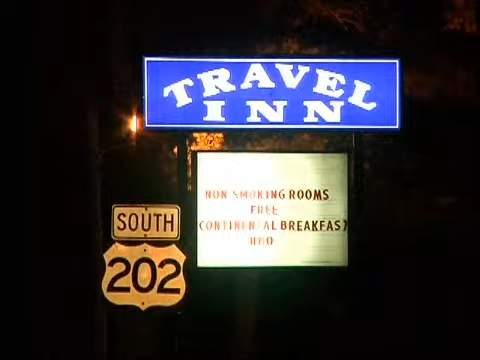 TRAVEL
INN
NON SMOKING ROOMS
FREE
CONTINENTAL BREAKFAST
HBO
SOUTH
202